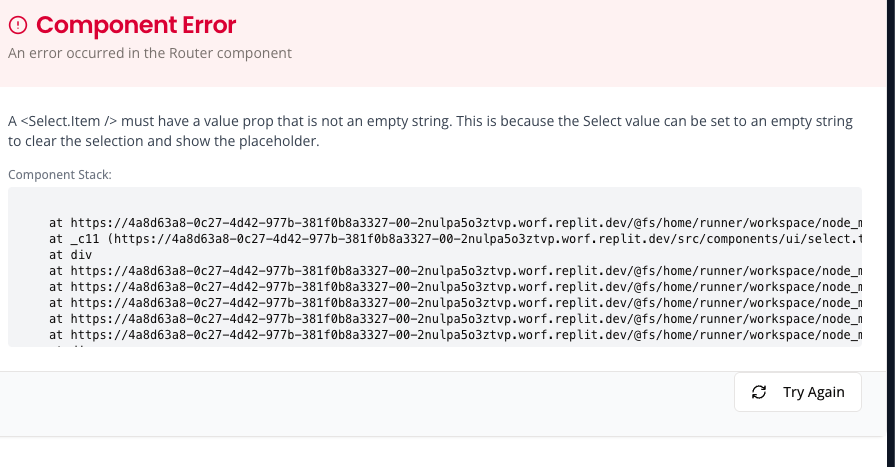 Component Error
An error occurred in the Router component
A <Select.Item /> must have a value prop that is not an empty string. This is because the Select value can be set to an empty string
to clear the selection and show the placeholder.
Component Stack:
at https://4a8d63a8-0c27-4d42-977b-381f0b8a3327-00-2nulpa5o3ztvp.worf.replit.dev/@fs/home/runner/workspace/node_m
at _c11 (https://4a8d63a8-0c27-4d42-977b-381f0b8a3327-00-2nulpa5o3ztvp.worf.replit.dev/src/components/ui/select.t
at div
at https://4a8d63a8-0c27-4d42-977b-381f0b8a3327-00-2nulpa5o3ztvp.worf.replit.dev/@fs/home/runner/workspace/node_m
at https://4a8d63a8-0c27-4d42-977b-381f0b8a3327-00-2nulpa5o3ztvp.worf.replit.dev/@fs/home/runner/workspace/node_m
at https://4a8d63a8-0c27-4d42-977b-381f0b8a3327-00-2nulpa5o3ztvp.worf.replit.dev/@fs/home/runner/workspace/node_m
at https://4a8d63a8-0c27-4d42-977b-381f0b8a3327-00-2nulpa5o3ztvp.worf.replit.dev/@fs/home/runner/workspace/node_m
at https://4a8d63a8-0c27-4d42-977b-381f0b8a3327-00-2nulpa5o3ztvp.worf.replit.dev/@fs/home/runner/workspace/node_m
Try Again